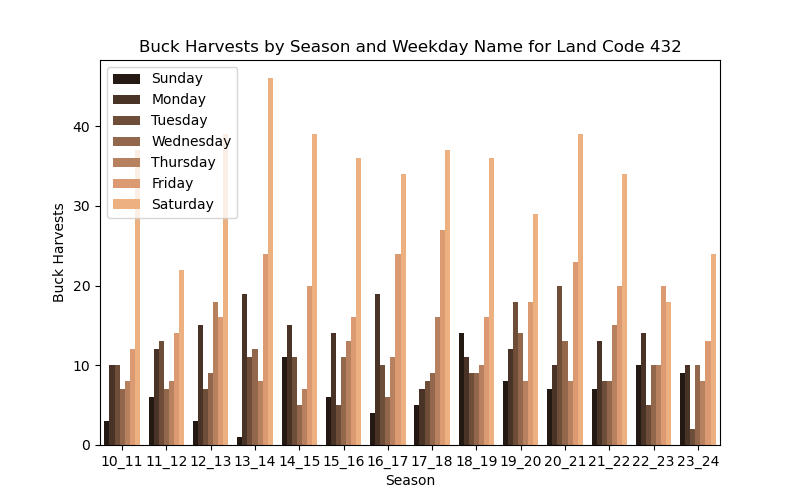 Buck Harvests by Season and Weekday Name for Land Code 432
Sunday
Monday
Tuesday
Wednesday
Thursday
Friday
Saturday
40
30
20
10
0
Buck Harvests
10_11 11_12 12_13 13_14 14_15 15_16 16_17 17_18 18_19 19_20 20_21 21_22 22_23 23_24
Season